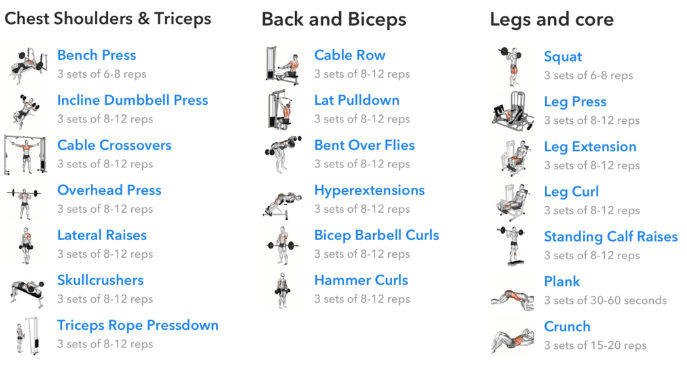 Chest Shoulders & Triceps
Bench Press
3 sets of 6-8 reps
Incline Dumbbell Press
3 sets of 8-12 reps
Cable Crossovers
3 sets of 8-12 reps
Overhead Press
3 sets of 8-12 reps
Lateral Raises
3 sets of 8-12 reps
Skullcrushers
3 sets of 8-12 reps
Triceps Rope Pressdown
3 sets of 8-12 reps
Back and Biceps
Cable Row
3 sets of 8-12 reps
Lat Pulldown
3 sets of 8-12 reps
Bent Over Flies
3 sets of 8-12 reps
Hyperextensions
3 sets of 8-12 reps
Bicep Barbell Curls
3 sets of 8-12 reps
Hammer Curls
3 sets of 8-12 reps
Legs and core
Squat
3 sets of 6-8 reps
Leg Press
3 sets of 8-12 reps
Leg Extension
3 sets of 8-12 reps
Leg Curl
3 sets of 8-12 reps
Standing Calf Raises
3 sets of 8-12 reps
Plank
3 sets of 30-60 seconds
Crunch
3 sets of 15-20 reps